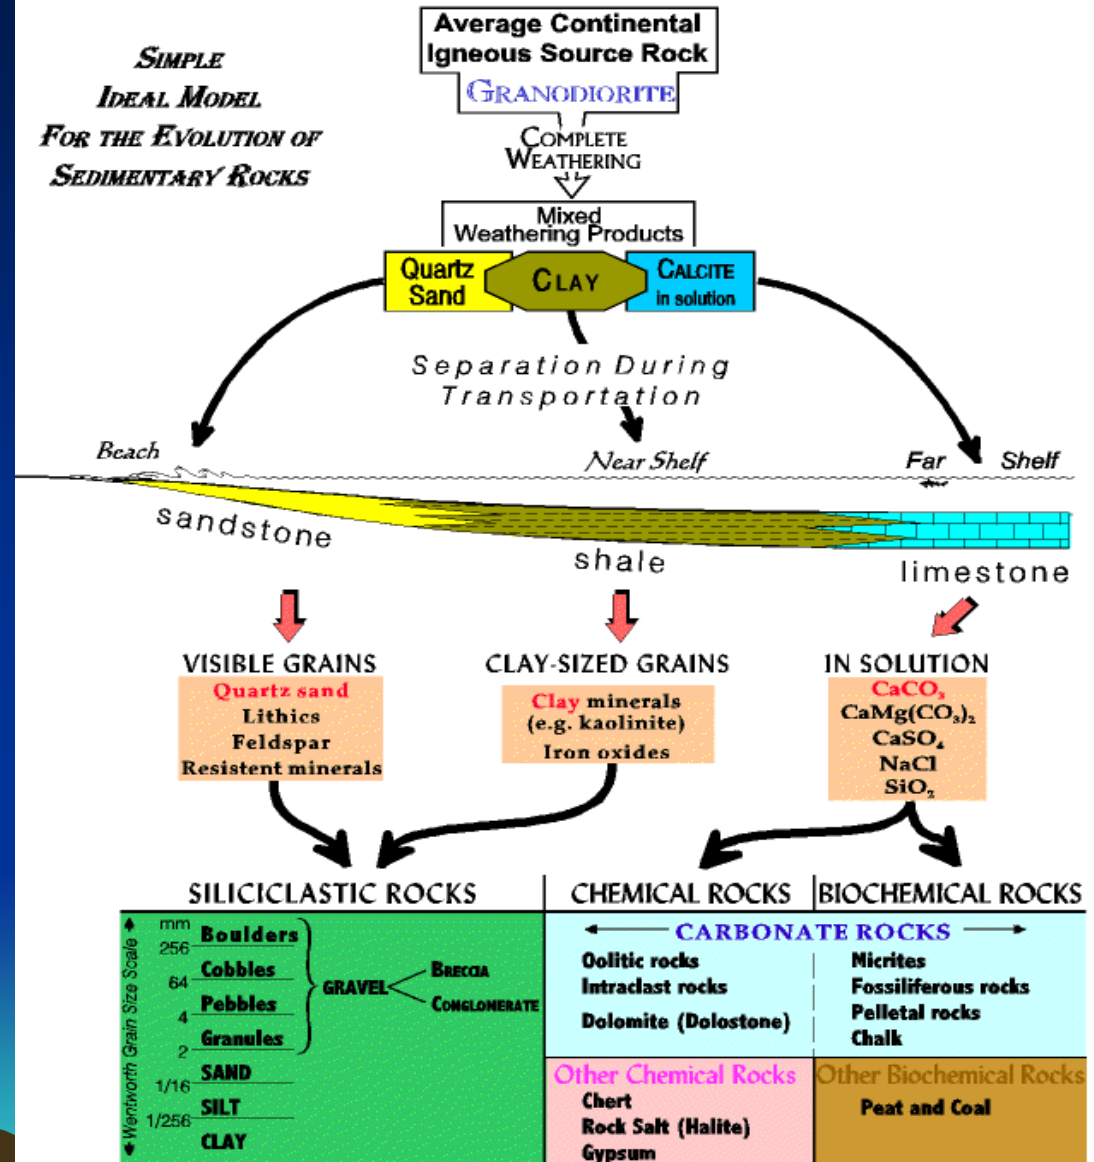 Average Continental
Igneous Source Rock
GRANODIORITE
SIMPLE
IDEAL MODEL
FOR THE EVOLUTION OF
SEDIMENTARY ROCKS
COMPLETE
WEATHERING
Mixed
Weathering Products
Quartz
Sand
CLAY
CALCITE
in solution
Separation During
Transportation
Beach
Near Shelf
Far Shelf
sandstone
shale
limestone
VISIBLE GRAINS
Quartz sand
Lithics
Feldspar
Resistent minerals
CLAY-SIZED GRAINS
Clay minerals
(e.g. kaolinite)
Iron oxides
IN SOLUTION
CaCO₃
CaMg(CO₃)₂
CaSO₄
NaCl
SiO₂
SILICICLASTIC ROCKS
Wentworth Grain Size Scale
mm
Boulders
256
Cobbles
64
Pebbles
4
Granules
2
SAND
1/16
SILT
1/256
CLAY
GRAVEL
BRECCIA
CONGLOMERATE
CHEMICAL ROCKS
BIOCHEMICAL ROCKS
CARBONATE ROCKS
Oolitic rocks
Intraclast rocks
Dolomite (Dolostone)
Micrites
Fossiliferous rocks
Pelletal rocks
Chalk
Other Chemical Rocks
Chert
Rock Salt (Halite)
Gypsum
Other Biochemical Rocks
Peat and Coal